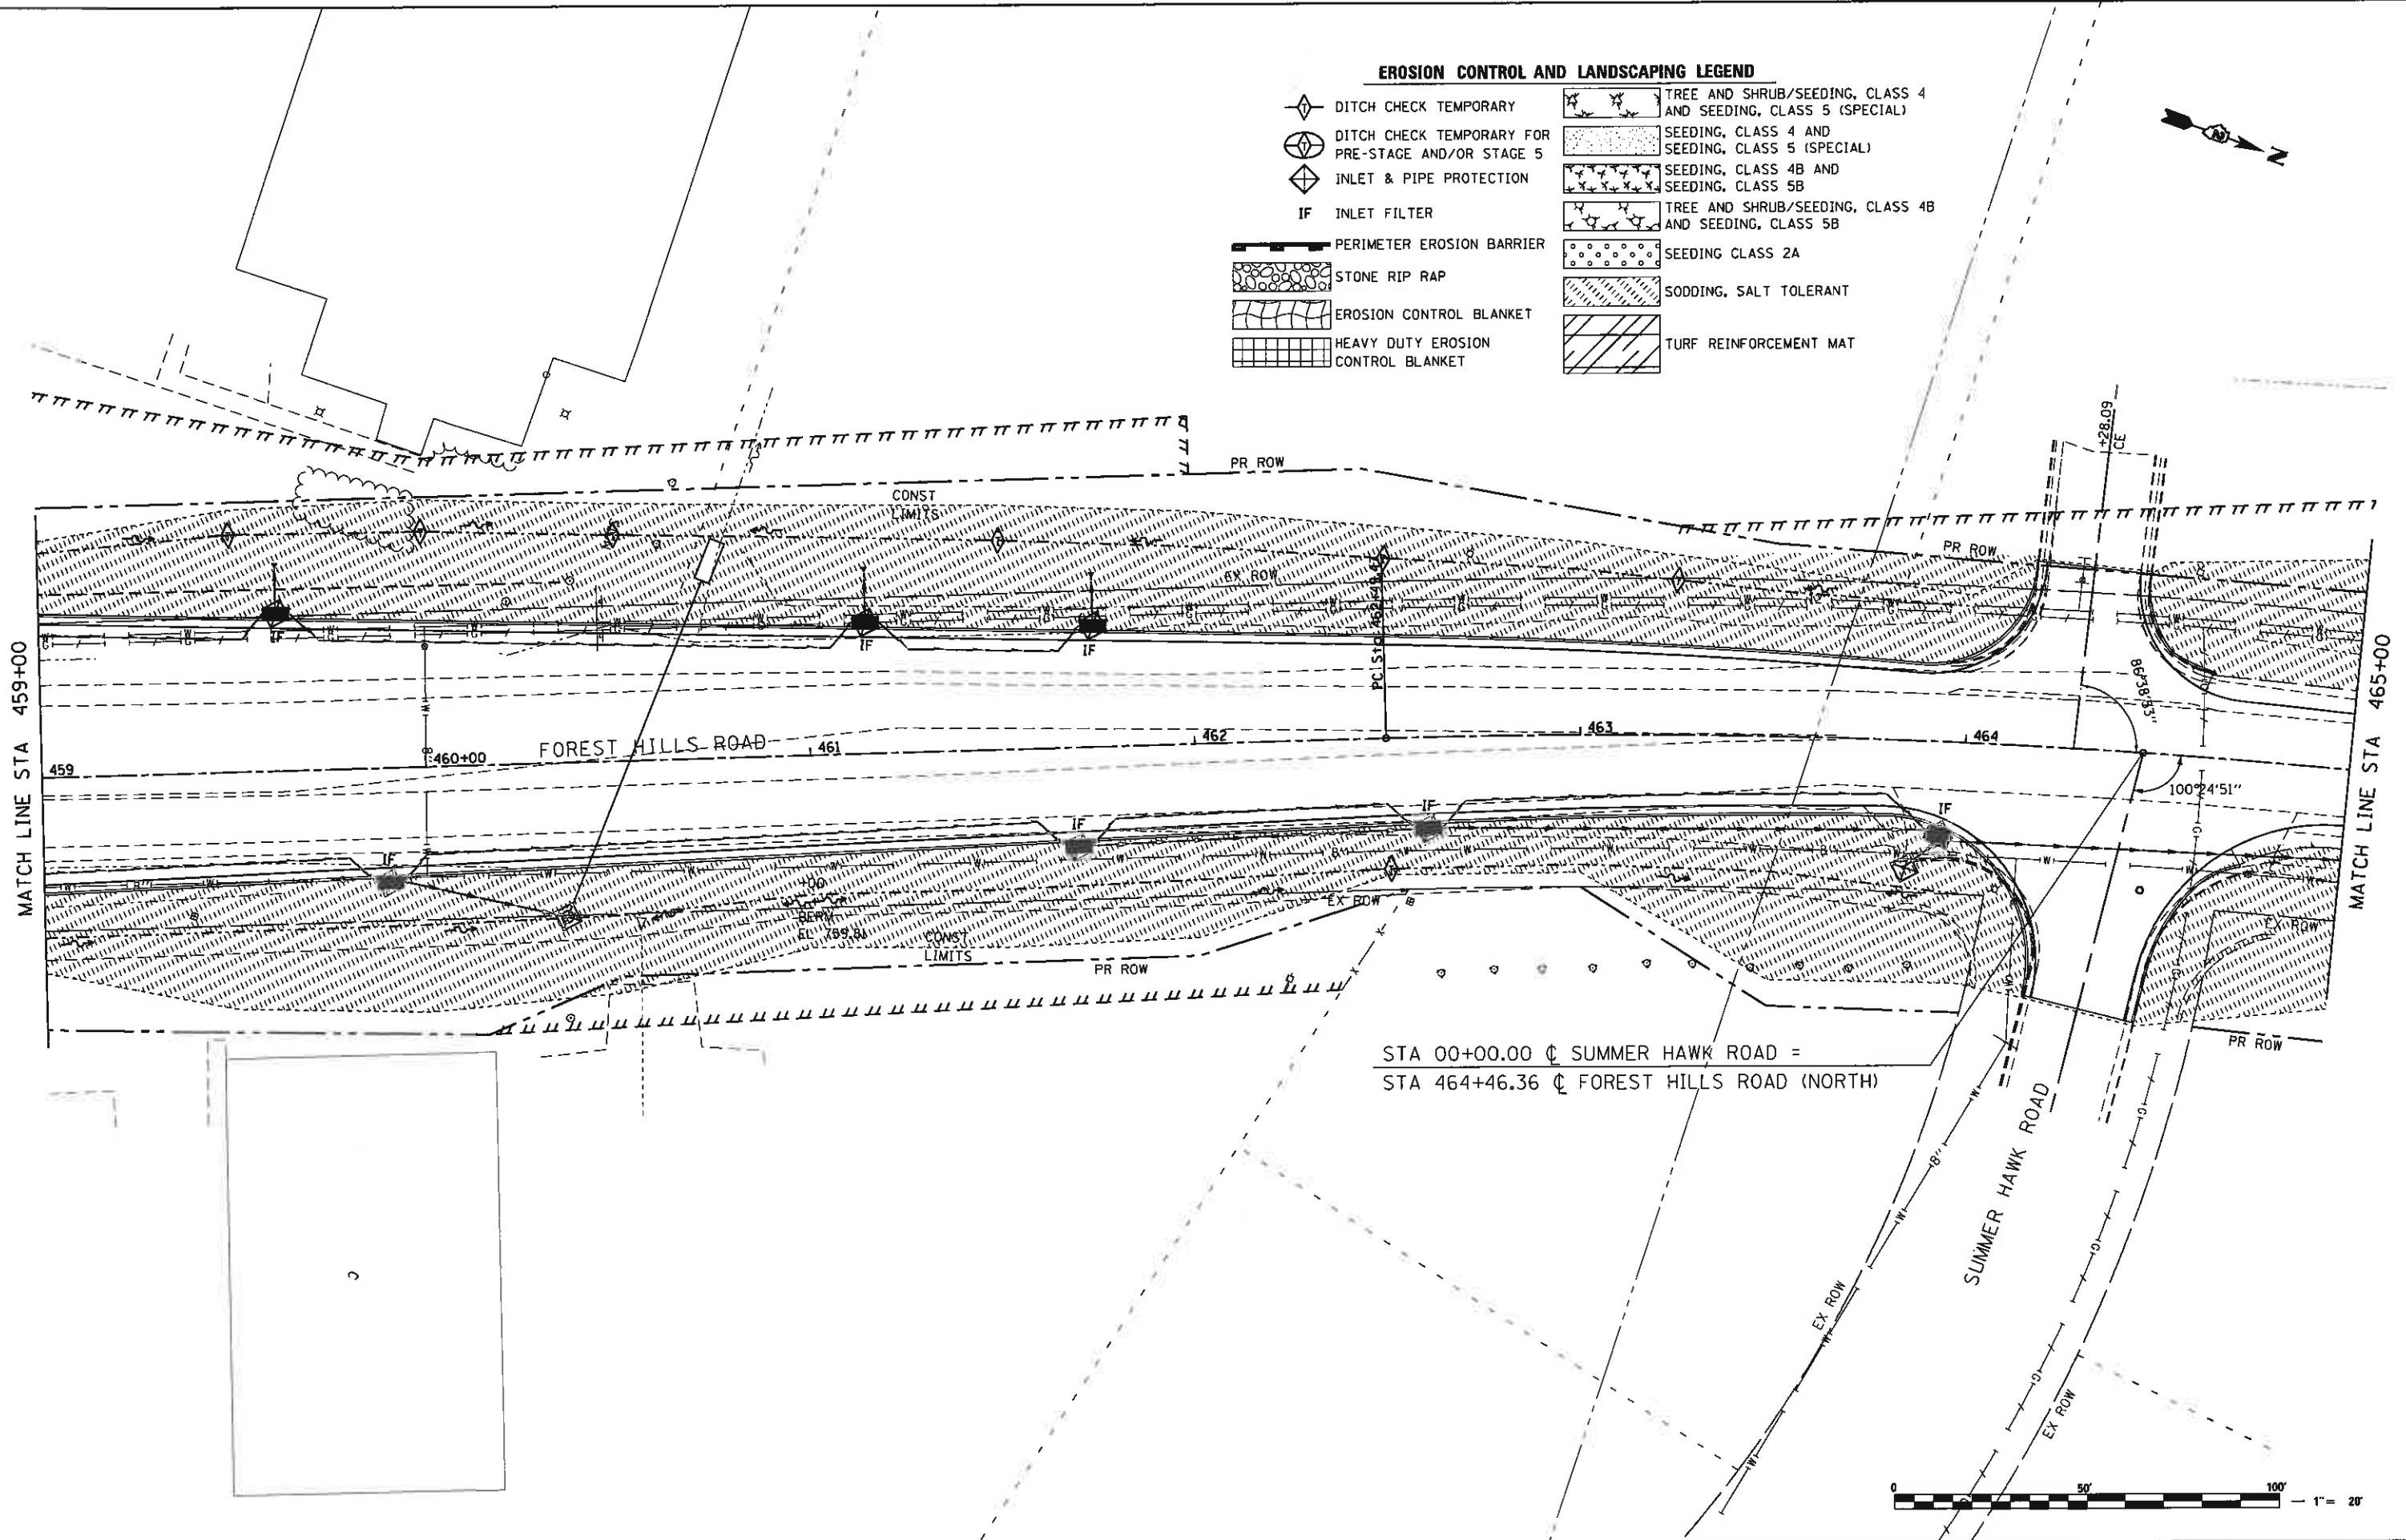 EROSION CONTROL AND LANDSCAPING LEGEND
T DITCH CHECK TEMPORARY
T DITCH CHECK TEMPORARY FOR
PRE-STAGE AND/OR STAGE 5
INLET & PIPE PROTECTION
IF INLET FILTER
PERIMETER EROSION BARRIER
STONE RIP RAP
EROSION CONTROL BLANKET
HEAVY DUTY EROSION
CONTROL BLANKET
TREE AND SHRUB/SEEDING, CLASS 4
AND SEEDING, CLASS 5 (SPECIAL)
SEEDING, CLASS 4 AND
SEEDING, CLASS 5 (SPECIAL)
SEEDING, CLASS 4B AND
SEEDING, CLASS 5B
TREE AND SHRUB/SEEDING, CLASS 4B
AND SEEDING, CLASS 5B
SEEDING CLASS 2A
SODDING, SALT TOLERANT
TURF REINFORCEMENT MAT
N
+28.09
CE
PR ROW
CONST
LIMITS
PR ROW
EX ROW
IF
IF
IF
MATCH LINE STA 459+00
MATCH LINE STA 465+00
86°38'53"
459
460+00
FOREST HILLS ROAD
461
462
463
464
100°24'51"
IF
IF
IF
IF
+00
BERM
CONST
LIMITS
PR ROW
EX ROW
EX ROW
PR ROW
STA 00+00.00 ℄ SUMMER HAWK ROAD =
STA 464+46.36 ℄ FOREST HILLS ROAD (NORTH)
SUMMER HAWK ROAD
8"
EX ROW
EX ROW
0 50' 100'
1"= 20'